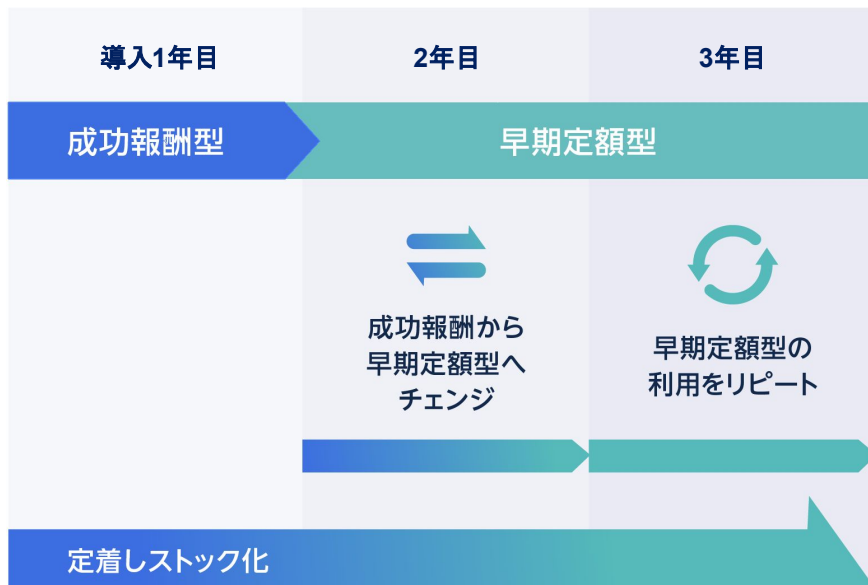 導入1年目
2年目
3年目
成功報酬型
早期定額型
成功報酬から
早期定額型へ
チェンジ
早期定額型の
利用をリピート
定着しストック化